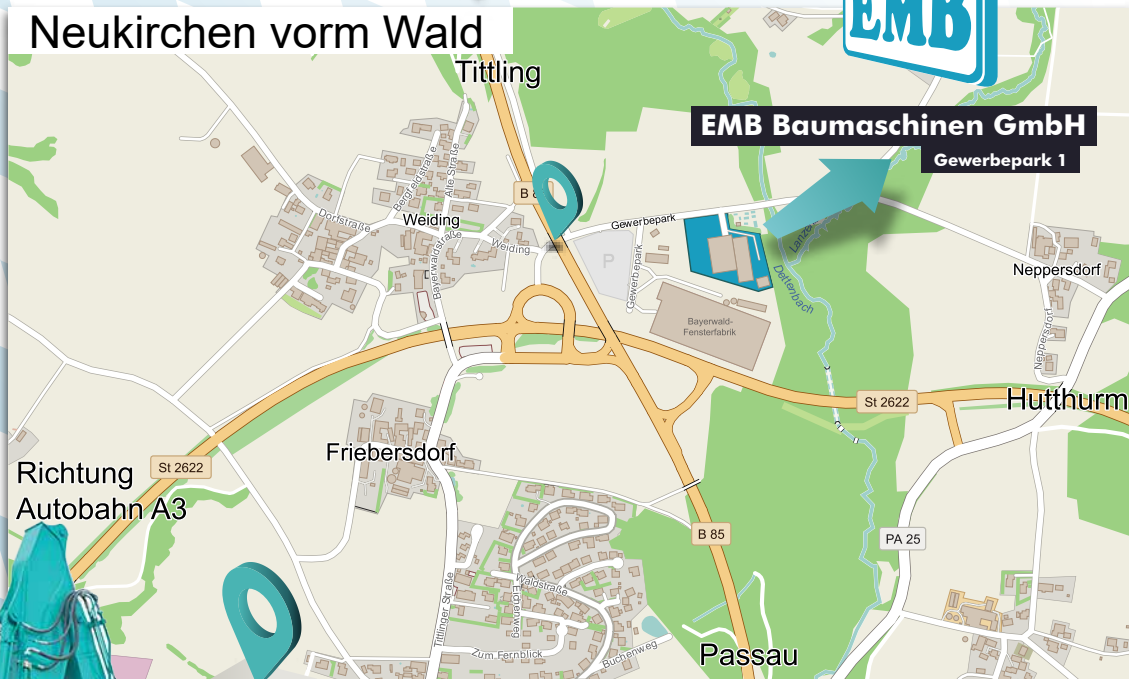 Neukirchen vorm Wald
EMB
Tittling
EMB Baumaschinen GmbH
Gewerbepark 1
Bergfeldstraße
Alte Straße
B
Dorfstraße
Weiding
Gewerbepark
Bayerwaldstraße
Weiding
P
Gewerbepark
Dettenbach
Neppersdorf
Neppersdorf
Bayerwald-
Fensterfabrik
St 2622
Hutthurm
Friebersdorf
Richtung
Autobahn A3
St 2622
B 85
PA 25
Tittlinger Straße
Waldstraße
Eichenweg
Zum Fernblick
Buchenweg
Passau